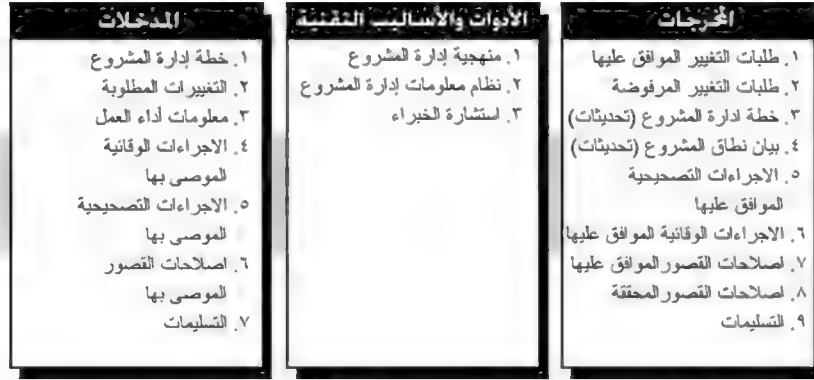 المدخلات
١. خطة إدارة المشروع
٢. التغييرات المطلوبة
٣. معلومات أداء العمل
٤. الاجراءات الوقائية
الموصى بها
٥. الاجراءات التصحيحية
الموصى بها
٦. اصلاحات القصور
الموصى بها
٧. التسليمات
الأدوات والأساليب التقنية
١. منهجية إدارة المشروع
٢. نظام معلومات إدارة المشروع
٣. استشارة الخبراء
المخرجات
١. طلبات التغيير الموافق عليها
٢. طلبات التغيير المرفوضة
٣. خطة ادارة المشروع (تحديثات)
٤. بيان نطاق المشروع (تحديثات)
٥. الاجراءات التصحيحية
الموافق عليها
٦. الاجراءات الوقائية الموافق عليها
٧. اصلاحات القصور الموافق عليها
٨. اصلاحات القصور المحققة
٩. التسليمات